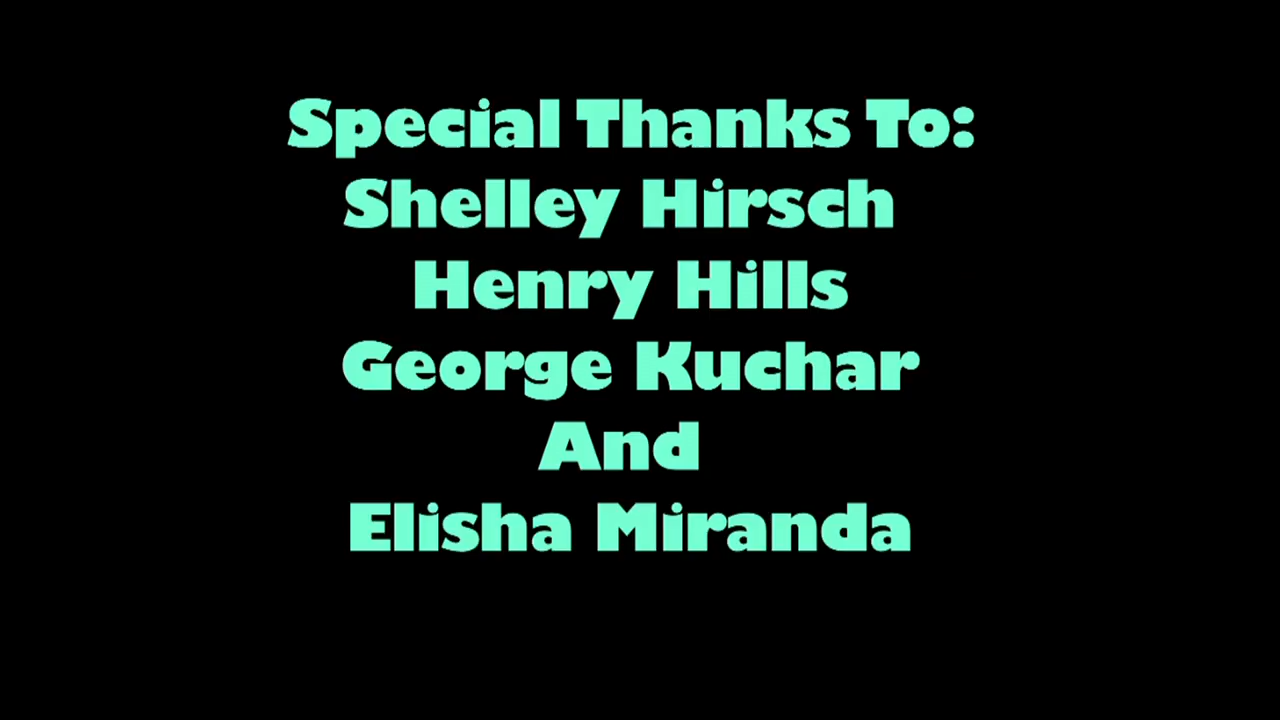 Special Thanks To:
Shelley Hirsch
Henry Hills
George Kuchar
And
Elisha Miranda